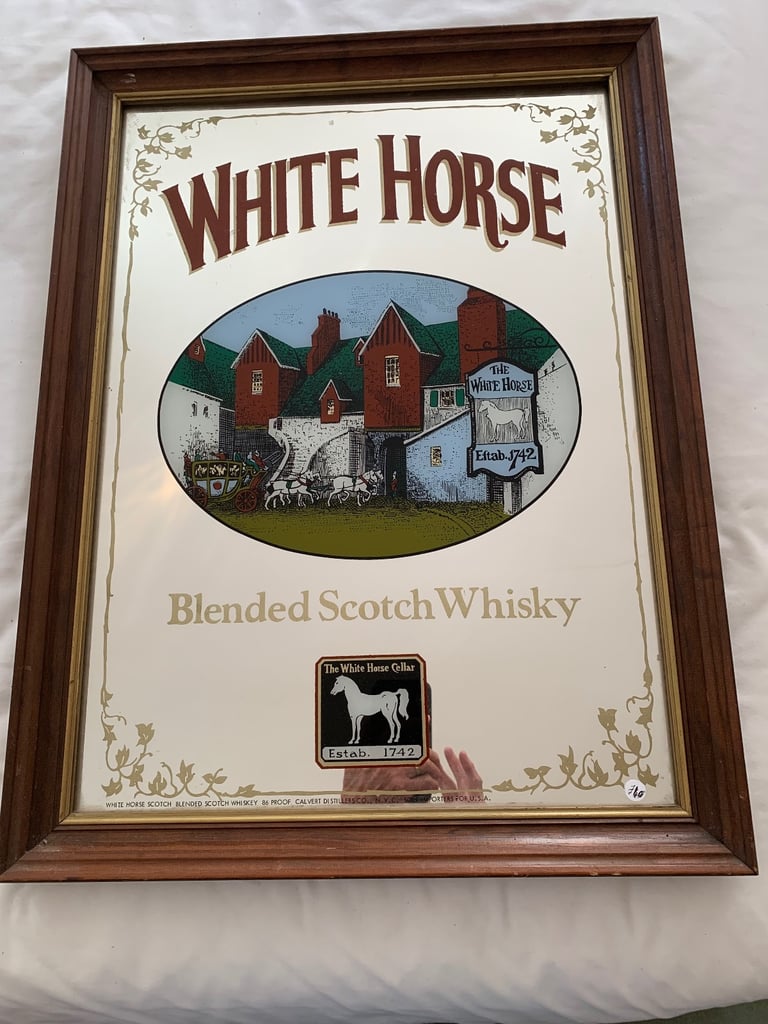 WHITE HORSE
THE
WHITE HORSE
Estab. 1742
Blended Scotch Whisky
The White Horse Cellar
Estab. 1742
WHITE HORSE SCOTCH BLENDED SCOTCH WHISKEY 86 PROOF CALVERT DISTILLERS CO., N.Y.C. IMPORTERS FOR U.S.A.